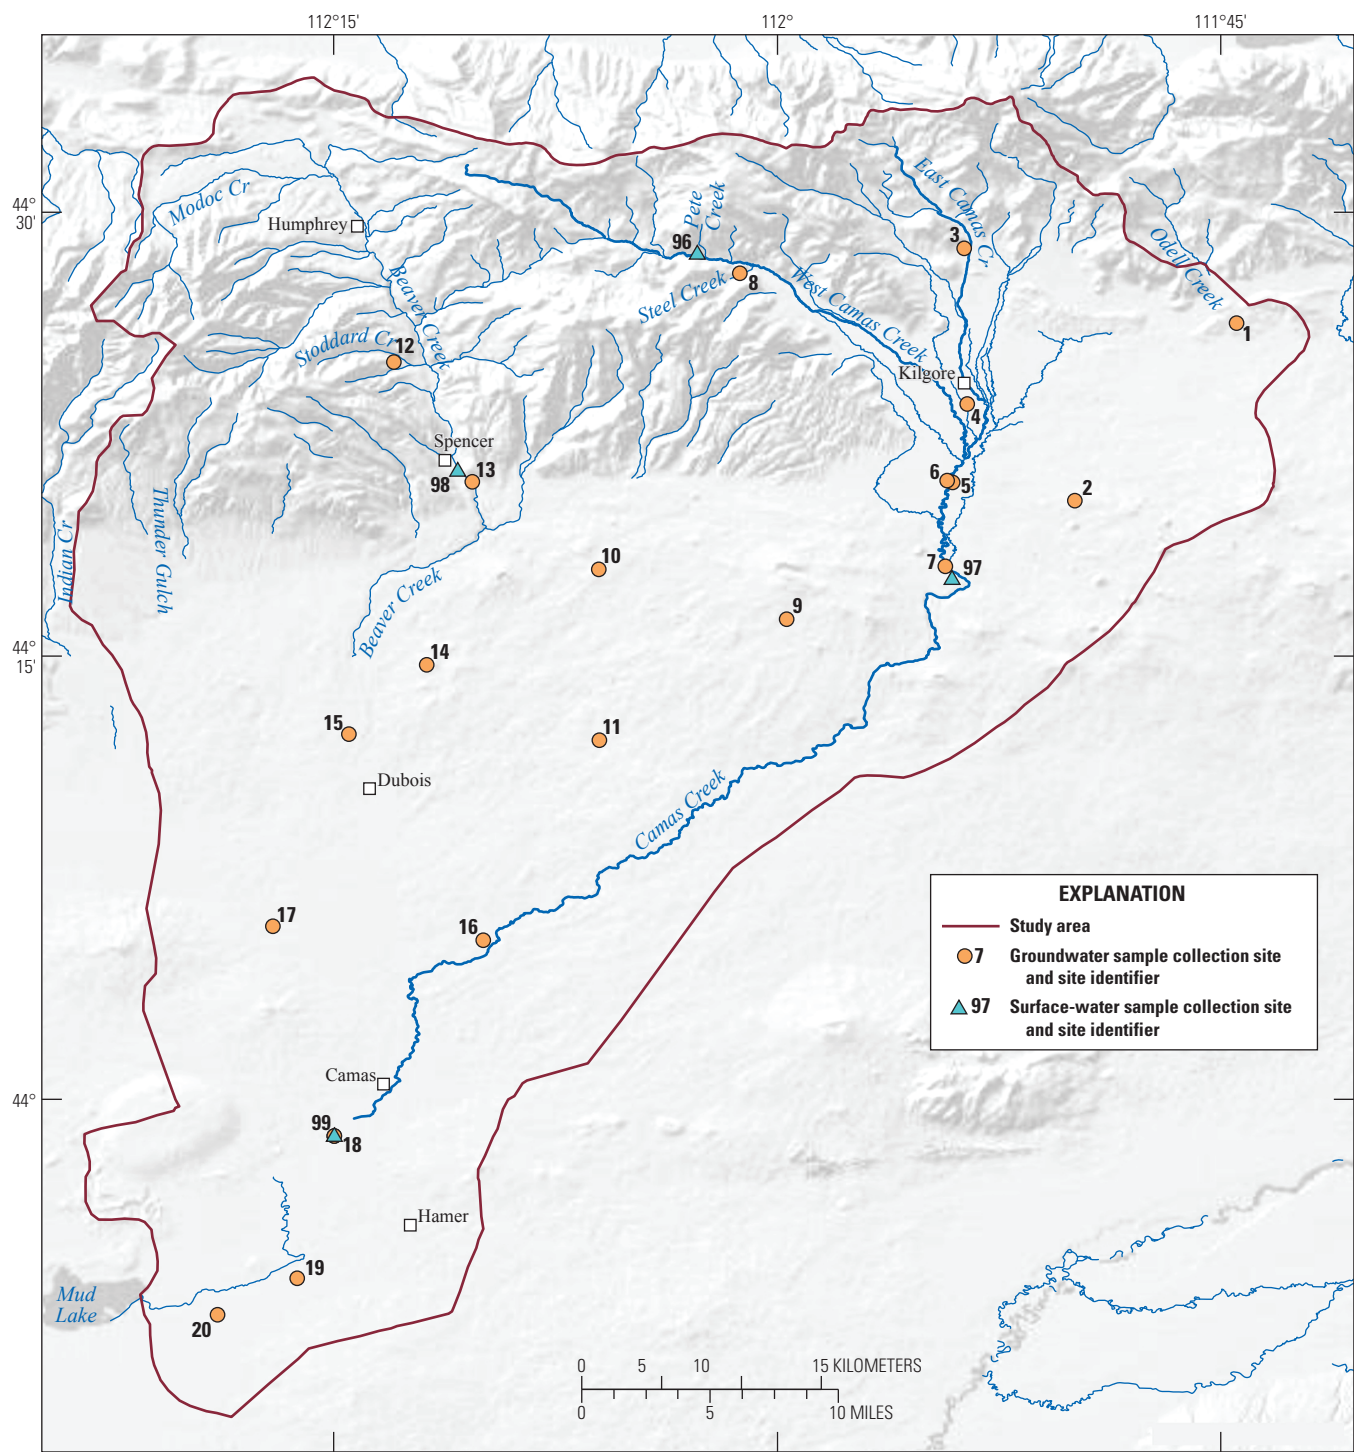 112°15'
112°
111°45'
44°
30'
Modoc Cr
Humphrey
Pete
Creek
96
East Camas Cr
3
Odell Creek
Beaver Creek
Steel Creek
8
West Camas Creek
1
Stoddard Cr
12
Kilgore
4
Spencer
98
13
6
5
2
Indian Cr
Thunder Gulch
10
7
97
Beaver Creek
9
44°
15'
14
15
11
Dubois
Camas Creek
EXPLANATION
Study area
7 Groundwater sample collection site
and site identifier
97 Surface-water sample collection site
and site identifier
17
16
Camas
44°
99
18
Hamer
19
Mud
Lake
20
0 5 10 15 KILOMETERS
0 5 10 MILES